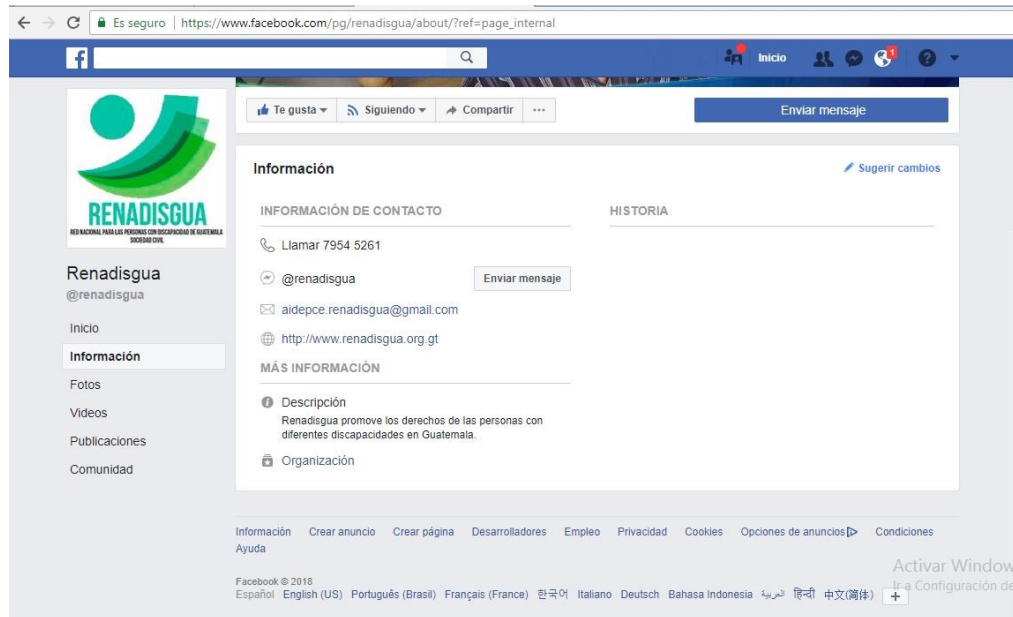 Es seguro | https://www.facebook.com/pg/renadisgua/about/?ref=page_internal
f
Inicio
1
Te gusta
Siguiendo
Compartir
Enviar mensaje
RENADISGUA
RED NACIONAL PARA LAS PERSONAS CON DISCAPACIDAD DE GUATEMALA
SOCIEDAD CIVIL
Renadisgua
@renadisgua
Inicio
Información
Fotos
Videos
Publicaciones
Comunidad
Información
Sugerir cambios
INFORMACIÓN DE CONTACTO
HISTORIA
Llamar 7954 5261
@renadisgua
Enviar mensaje
aidepce.renadisgua@gmail.com
http://www.renadisgua.org.gt
MÁS INFORMACIÓN
Descripción
Renadisgua promove los derechos de las personas con
diferentes discapacidades en Guatemala.
Organización
Información Crear anuncio Crear página Desarrolladores Empleo Privacidad Cookies Opciones de anuncios Condiciones
Ayuda
Activar Window
Ir a Configuración de
Facebook © 2018
Español English (US) Português (Brasil) Français (France) 한국어 Italiano Deutsch Bahasa Indonesia العربية हिन्दी 中文(简体) +